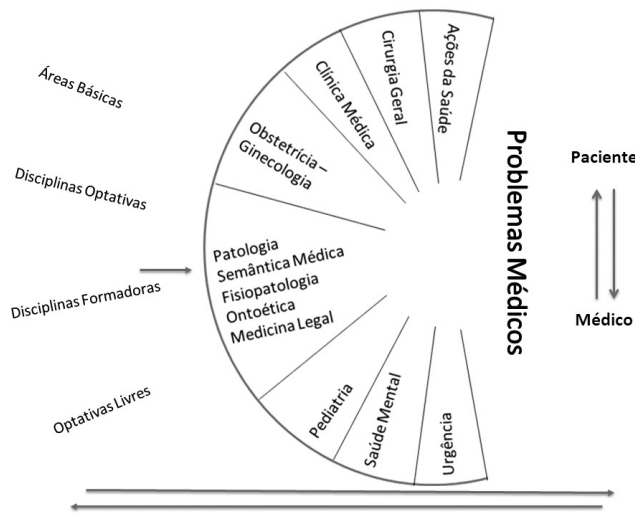 Áreas Básicas
Disciplinas Optativas
Disciplinas Formadoras
Optativas Livres
Ações da Saúde
Cirurgia Geral
Clínica Médica
Obstetrícia –
Ginecologia
Patologia
Semântica Médica
Fisiopatologia
Ontoética
Medicina Legal
Pediatria
Saúde Mental
Urgência
Problemas Médicos
Paciente
Médico